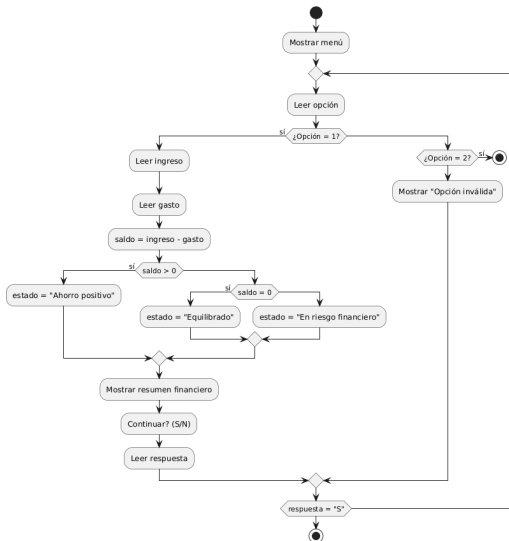 Mostrar menú
Leer opción
sí
¿Opción = 1?
Leer ingreso
¿Opción = 2?
sí
Leer gasto
Mostrar "Opción inválida"
saldo = ingreso - gasto
sí
saldo > 0
estado = "Ahorro positivo"
sí
saldo = 0
estado = "Equilibrado"
estado = "En riesgo financiero"
Mostrar resumen financiero
Continuar? (S/N)
Leer respuesta
respuesta = "S"